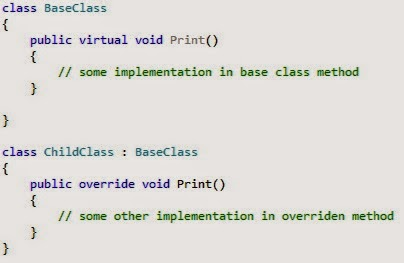 class BaseClass
{
    public virtual void Print()
    {
        // some implementation in base class method
    }
}
class ChildClass : BaseClass
{
    public override void Print()
    {
        // some other implementation in overriden method
    }
}